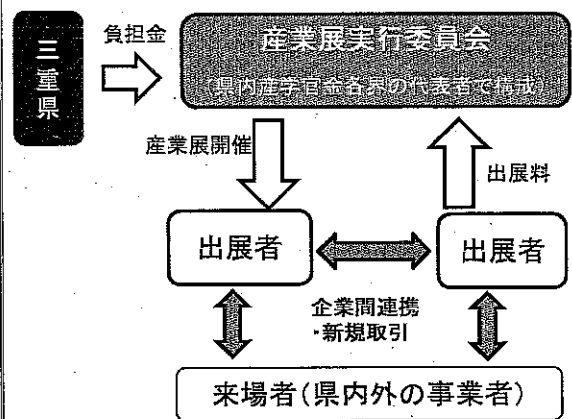 三重県
負担金
産業展実行委員会
(県内産学官金各界の代表者で構成)
産業展開催
出展料
出展者
出展者
企業間連携
・新規取引
来場者(県内外の事業者)